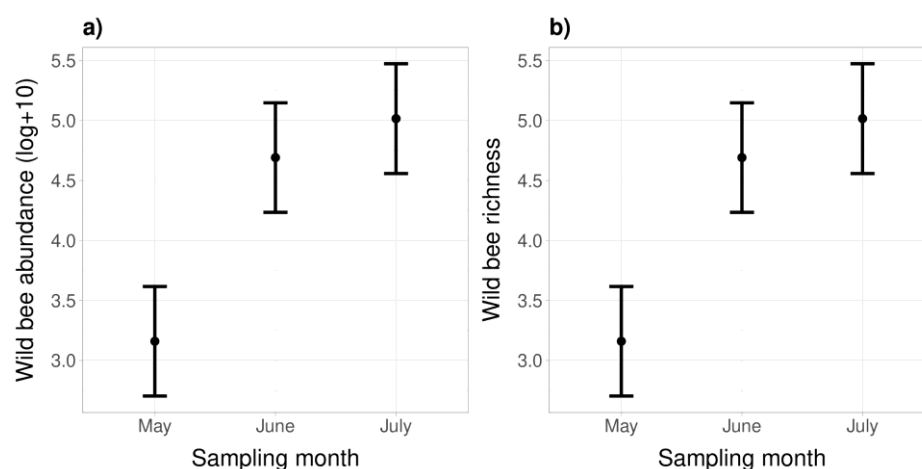 a)
Wild bee abundance (log+10)
5.5
5.0
4.5
4.0
3.5
3.0
May June July
Sampling month
b)
Wild bee richness
5.5
5.0
4.5
4.0
3.5
3.0
May June July
Sampling month